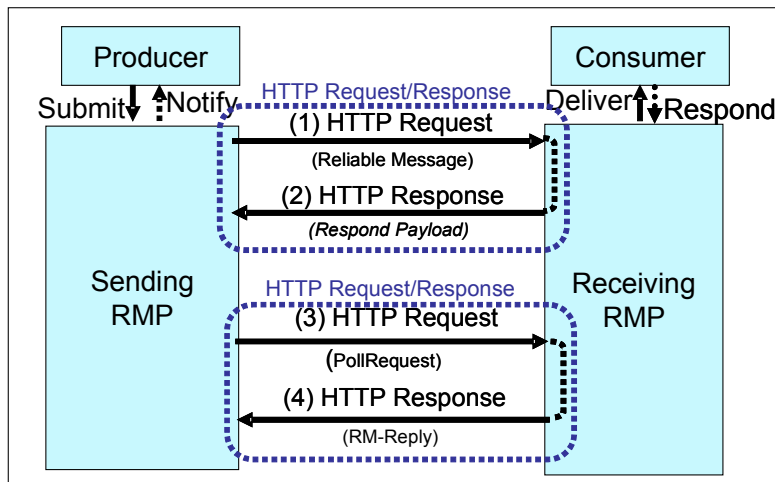 Producer
Consumer
Submit
Notify
HTTP Request/Response
Deliver
Respond
(1) HTTP Request
(Reliable Message)
(2) HTTP Response
(Respond Payload)
Sending
RMP
Receiving
RMP
HTTP Request/Response
(3) HTTP Request
(PollRequest)
(4) HTTP Response
(RM-Reply)